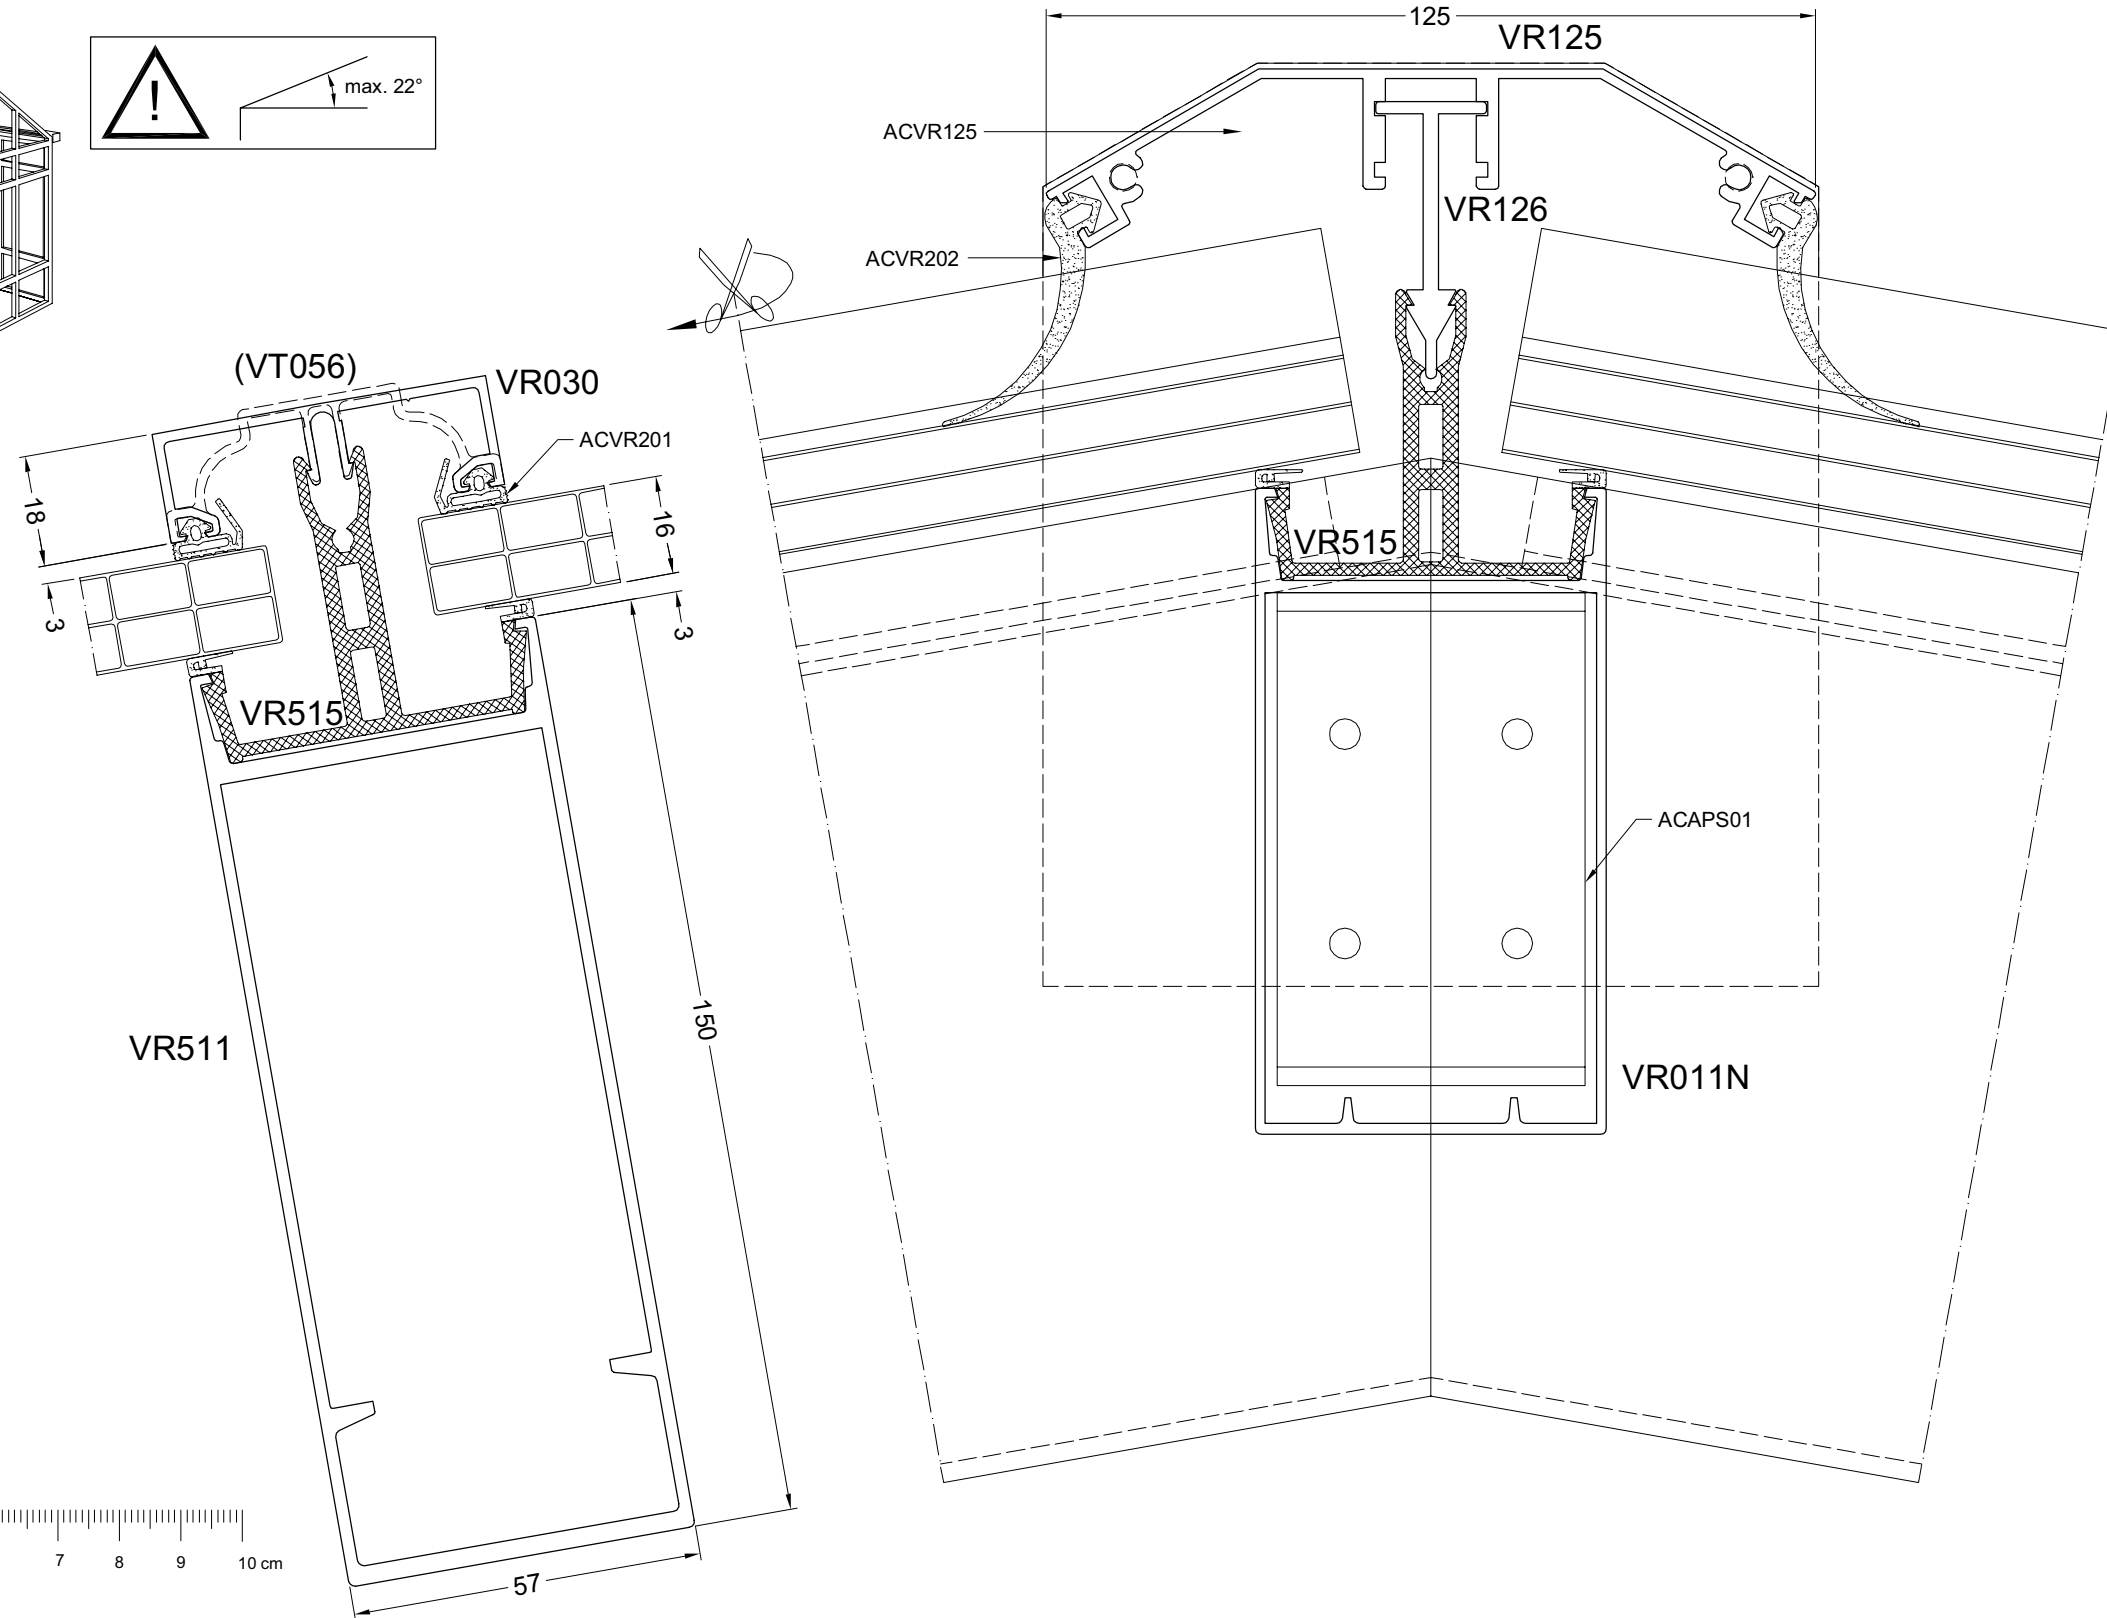 125
VR125
!
max. 22°
ACVR125
VR126
ACVR202
(VT056)
VR030
ACVR201
18
16
3
3
VR515
VR515
ACAPS01
150
VR511
VR011N
7
8
9
10 cm
57